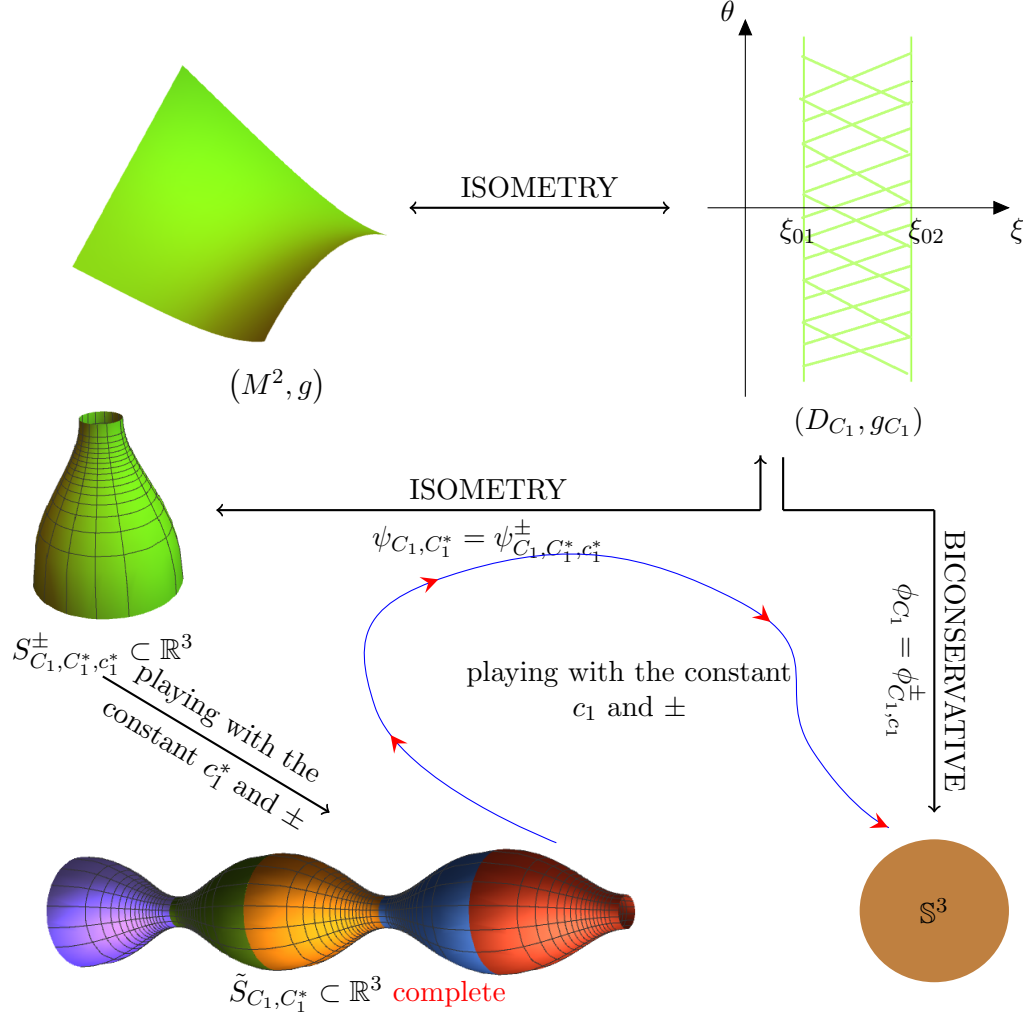 θ
ISOMETRY
ξ₀₁
ξ₀₂
ξ
(M², g)
(D_{C₁}, g_{C₁})
ISOMETRY
ψ_{C₁,C₁*} = ψ^±_{C₁,C₁*,c₁*}
BICONSERVATIVE
ϕ_{C₁} = ϕ^±_{C₁,c₁}
S^±_{C₁,C₁*,c₁*} ⊂ ℝ³
playing with the
constant c₁* and ±
playing with the constant
c₁ and ±
𝕊³
S̃_{C₁,C₁*} ⊂ ℝ³ complete